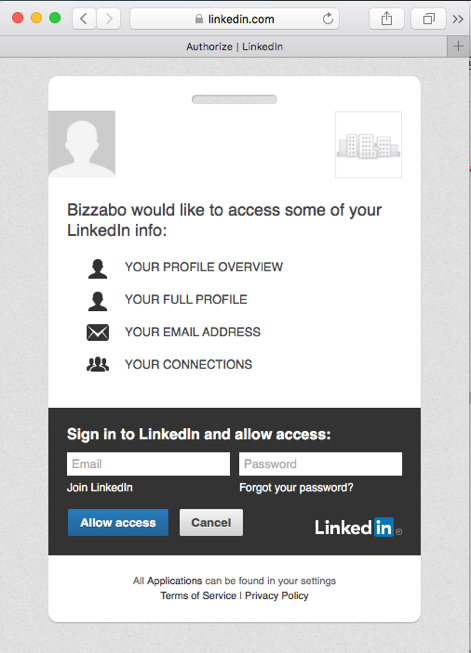 linkedin.com
Authorize | LinkedIn
Bizzabo would like to access some of your
LinkedIn info:
YOUR PROFILE OVERVIEW
YOUR FULL PROFILE
YOUR EMAIL ADDRESS
YOUR CONNECTIONS
Sign in to LinkedIn and allow access:
Email Password
Join LinkedIn Forgot your password?
Allow access Cancel LinkedIn®
All Applications can be found in your settings
Terms of Service | Privacy Policy